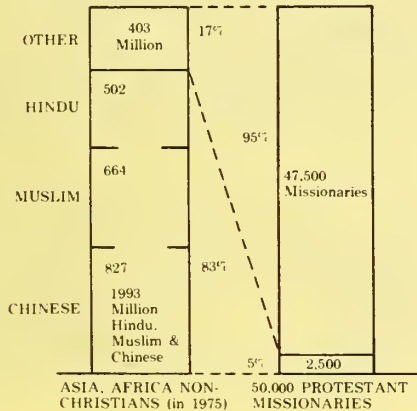 OTHER
403
Million
17%
HINDU
502
95%
47,500
Missionaries
MUSLIM
664
827
83%
CHINESE
1993
Million
Hindu.
Muslim &
Chinese
5%
2,500
ASIA, AFRICA NON-
CHRISTIANS (in 1975)
50,000 PROTESTANT
MISSIONARIES